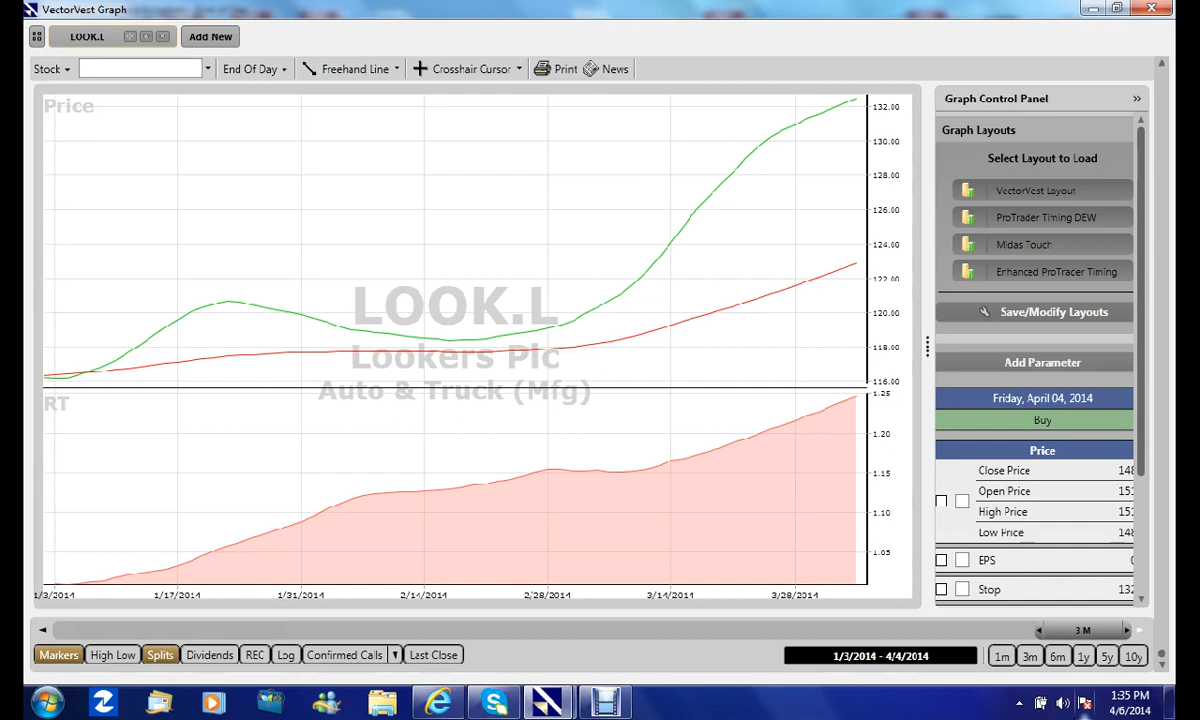 VectorVest Graph
LOOK.L Add New
Stock End Of Day Freehand Line Crosshair Cursor Print News
Price
132.00
130.00
128.00
126.00
124.00
122.00
120.00
118.00
116.00
LOOK.L
Lookers Plc
Auto & Truck (Mfg)
RT
1.25
1.20
1.15
1.10
1.05
1/3/2014 1/17/2014 1/31/2014 2/14/2014 2/28/2014 3/14/2014 3/28/2014
Graph Control Panel »
Graph Layouts
Select Layout to Load
VectorVest Layout
ProTrader Timing DEW
Midas Touch
Enhanced ProTracer Timing
Save/Modify Layouts
Add Parameter
Friday, April 04, 2014
Buy
Price
Close Price 148
Open Price 151
High Price 151
Low Price 148
EPS
Stop 132
3 M
Markers High Low Splits Dividends REC Log Confirmed Calls Last Close 1/3/2014 - 4/4/2014 1m 3m 6m 1y 5y 10y
1:35 PM
4/6/2014